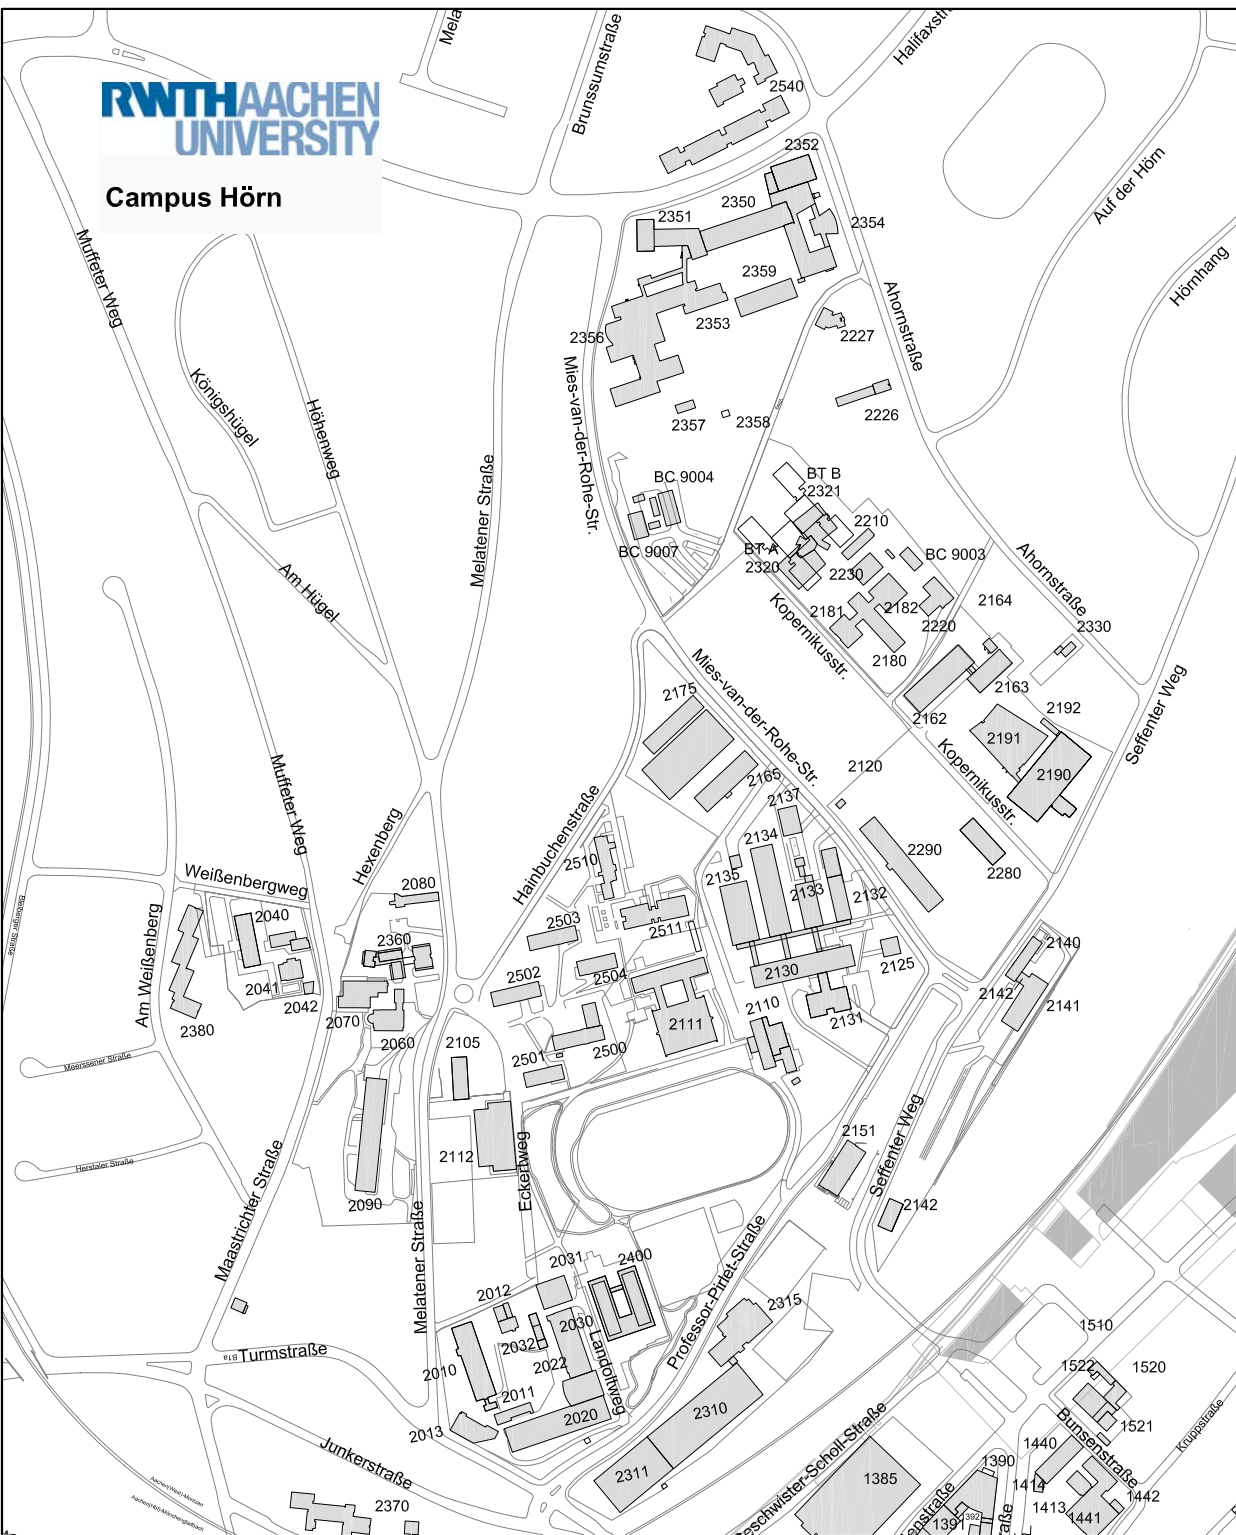 RWTHAACHEN
UNIVERSITY
Campus Hörn
Brunssumstraße
Auf der Hörn
Hörnhang
Ahornstraße
Ahornstraße
Muffeter Weg
Muffeter Weg
Königshügel
Höhenweg
Am Hügel
Melatener Straße
Melatener Straße
Mies-van-der-Rohe-Str.
Mies-van-der-Rohe-Str.
Kopernikusstr.
Kopernikusstr.
Seffenter Weg
Seffenter Weg
Hainbuchenstraße
Hexenberg
Weißenbergweg
Am Weißenberg
Bleiberger Straße
Meerssener Straße
Herstaler Straße
Maastrichter Straße
Eckertweg
Landoltweg
Professor-Pirlet-Straße
Turmstraße
B1a
Junkerstraße
Bunsenstraße
Kruppstraße
2540
2352
2350
2351
2354
2359
2353
2356
2227
2226
2357
2358
BC 9004
BC 9007
BT B
2321
2210
BT A
2320
2230
BC 9003
2181
2182
2220
2164
2180
2330
2163
2162
2192
2191
2190
2175
2165
2120
2137
2134
2135
2133
2132
2290
2280
2510
2511
2503
2504
2502
2501
2500
2130
2131
2125
2110
2111
2140
2142
2141
2080
2040
2360
2041
2042
2070
2060
2380
2105
2112
2090
2151
2142
2031
2400
2012
2030
2032
2022
2010
2011
2013
2020
2315
2310
2311
2370
1510
1522
1520
1521
1440
1385
1390
1414
1413
1442
1441
1391
1392